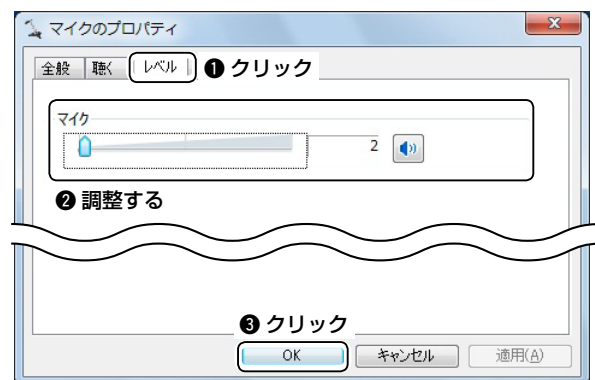 マイクのプロパティ
全般 聴く レベル ❶ クリック
マイク
2
❷ 調整する
❸ クリック
OK キャンセル 適用(A)